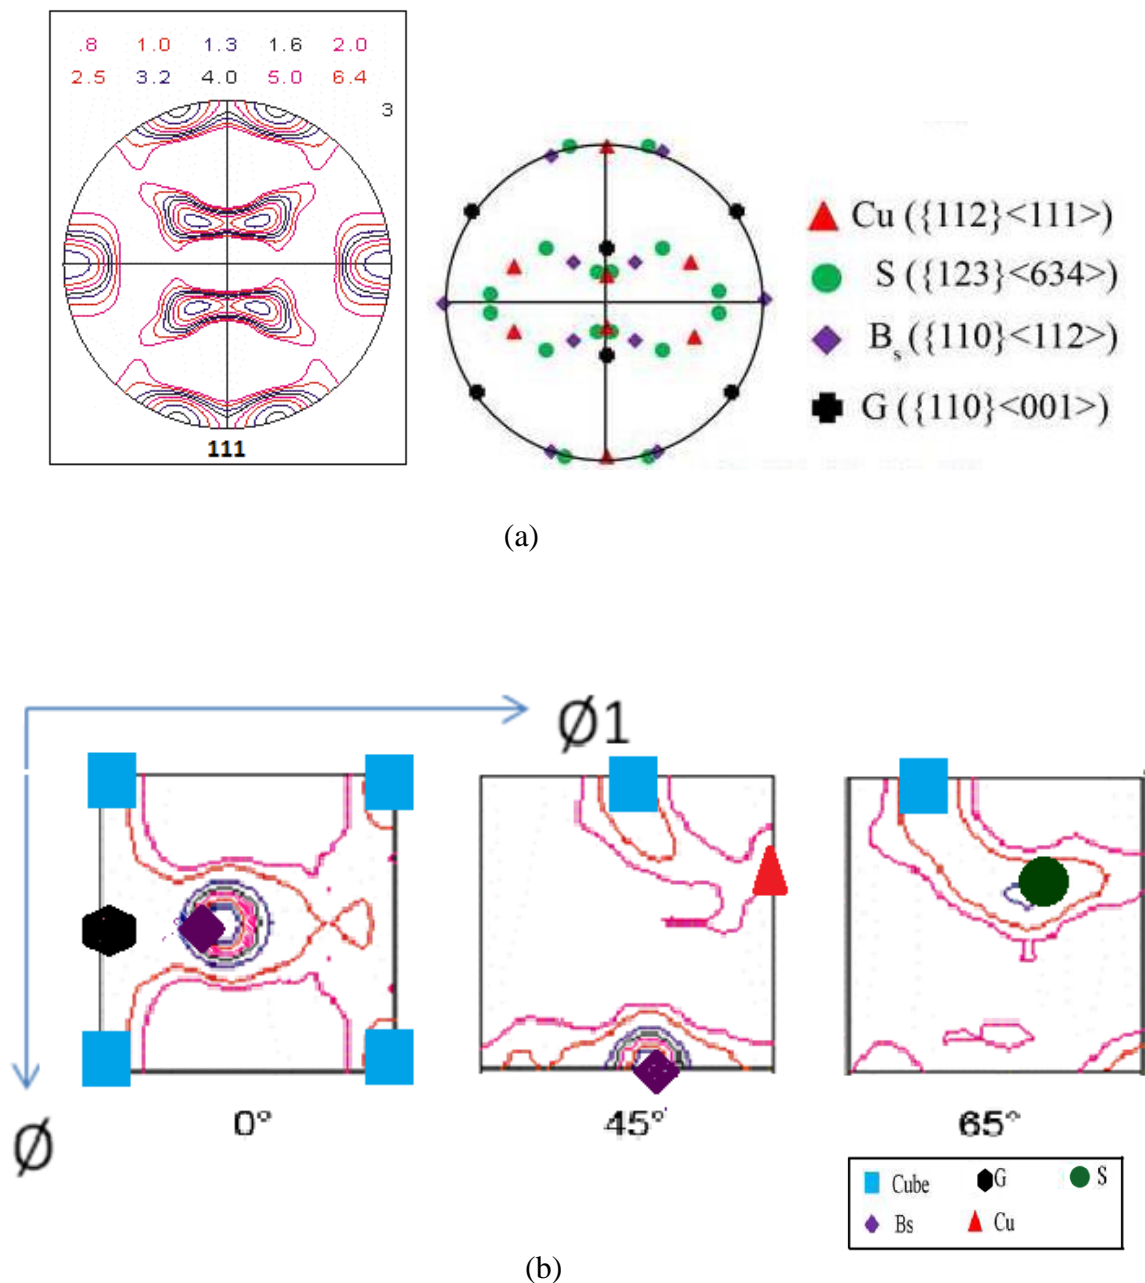 .8 1.0 1.3 1.6 2.0
2.5 3.2 4.0 5.0 6.4
3
111
Cu ({112}<111>)
S ({123}<634>)
Bs ({110}<112>)
G ({110}<001>)
(a)
Ø1
Ø
0° 45° 65°
Cube G S
Bs Cu
(b)